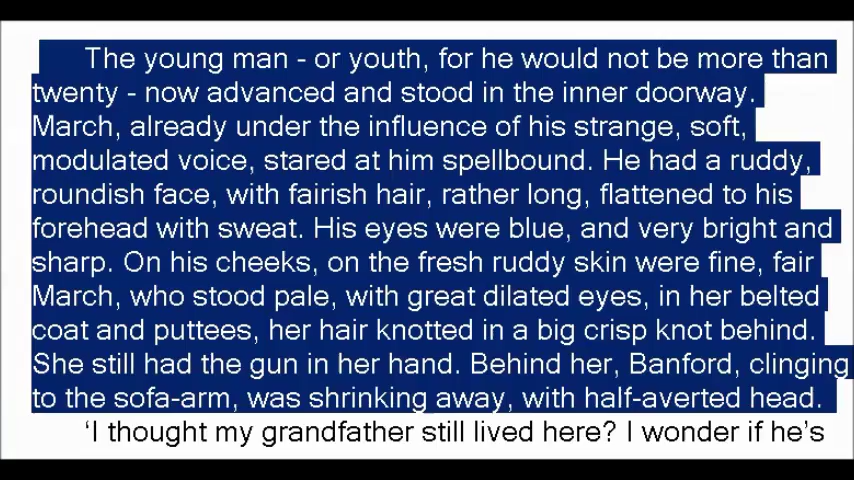 The young man - or youth, for he would not be more than
twenty - now advanced and stood in the inner doorway.
March, already under the influence of his strange, soft,
modulated voice, stared at him spellbound. He had a ruddy,
roundish face, with fairish hair, rather long, flattened to his
forehead with sweat. His eyes were blue, and very bright and
sharp. On his cheeks, on the fresh ruddy skin were fine, fair
March, who stood pale, with great dilated eyes, in her belted
coat and puttees, her hair knotted in a big crisp knot behind.
She still had the gun in her hand. Behind her, Banford, clinging
to the sofa-arm, was shrinking away, with half-averted head.
‘I thought my grandfather still lived here? I wonder if he’s